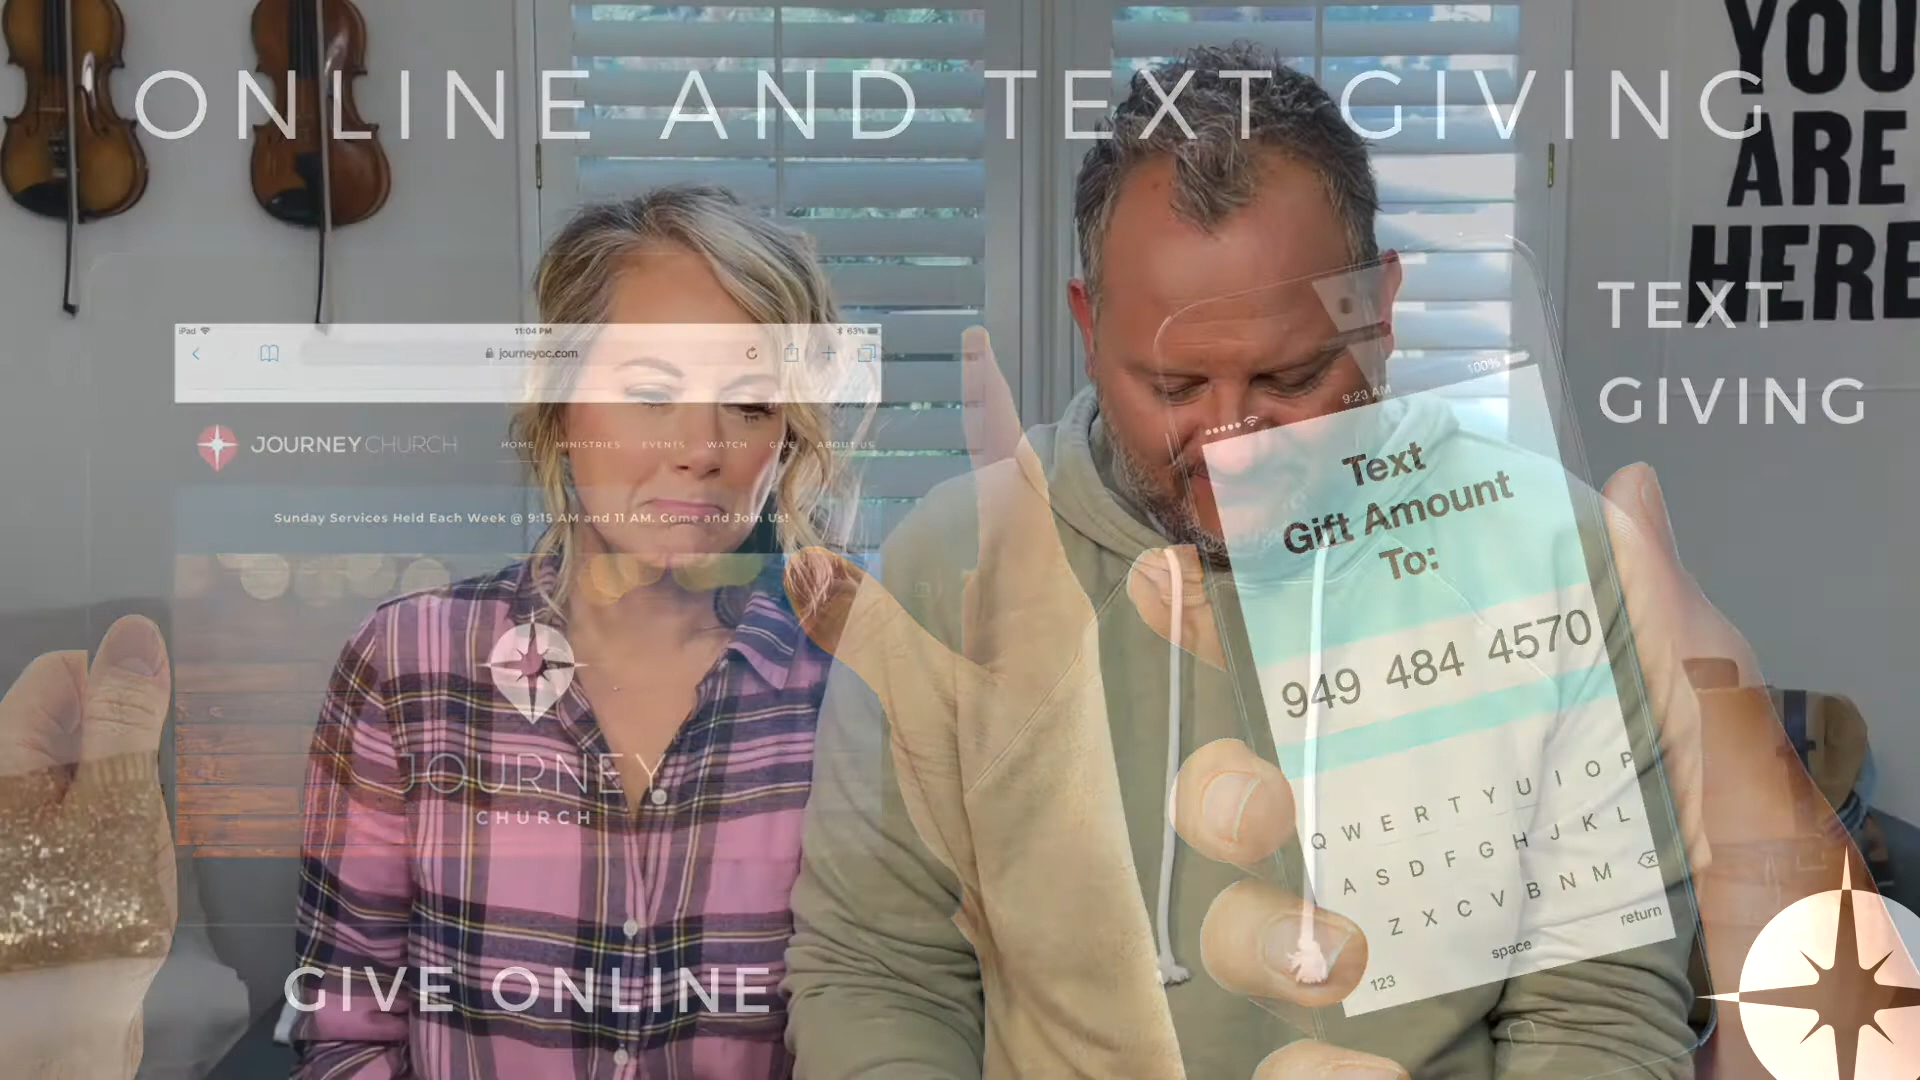 ONLINE AND TEXT GIVING
YOU
ARE
HERE
TEXT
GIVING
iPad
11:04 PM
63%
journeyoc.com
JOURNEYCHURCH
HOME MINISTRIES EVENTS WATCH GIVE ABOUT US
Sunday Services Held Each Week @ 9:15 AM and 11 AM. Come and Join Us!
JOURNEY
CHURCH
GIVE ONLINE
9:23 AM
100%
Text
Gift Amount
To:
949 484 4570
Q W E R T Y U I O P
A S D F G H J K L
Z X C V B N M
123
space
return